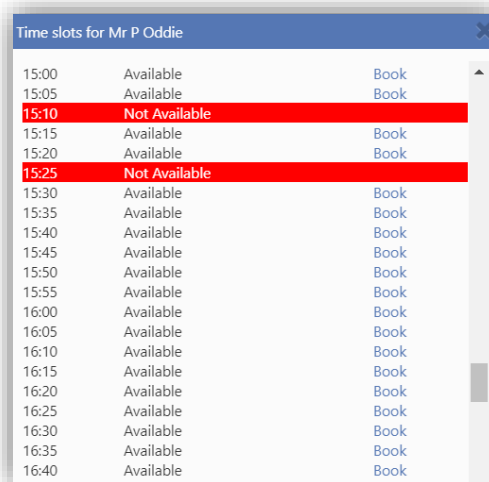 Time slots for Mr P Oddie
15:00 Available Book
15:05 Available Book
15:10 Not Available
15:15 Available Book
15:20 Available Book
15:25 Not Available
15:30 Available Book
15:35 Available Book
15:40 Available Book
15:45 Available Book
15:50 Available Book
15:55 Available Book
16:00 Available Book
16:05 Available Book
16:10 Available Book
16:15 Available Book
16:20 Available Book
16:25 Available Book
16:30 Available Book
16:35 Available Book
16:40 Available Book